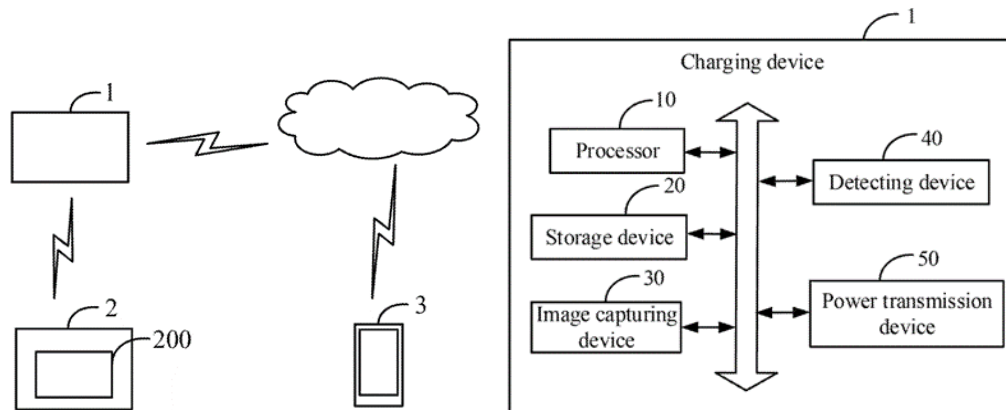 1
2
200
3
1
Charging device
10
Processor
20
Storage device
30
Image capturing
device
40
Detecting device
50
Power transmission
device